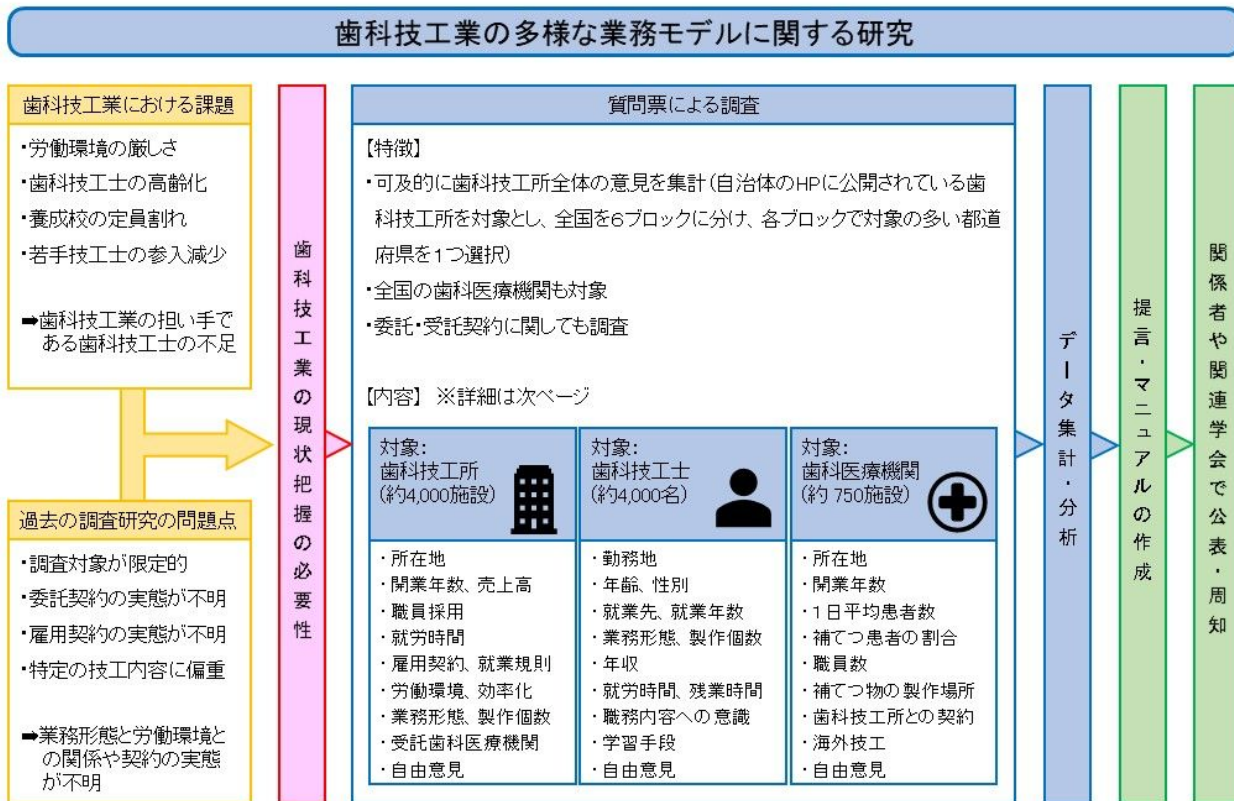 歯科技工業の多様な業務モデルに関する研究
歯科技工業における課題
・労働環境の厳しさ
・歯科技工士の高齢化
・養成校の定員割れ
・若手技工士の参入減少
➡歯科技工業の担い手で
ある歯科技工士の不足
過去の調査研究の問題点
・調査対象が限定的
・委託契約の実態が不明
・雇用契約の実態が不明
・特定の技工内容に偏重
➡業務形態と労働環境と
の関係や契約の実態
が不明
歯科技工業の現状把握の必要性
質問票による調査
【特徴】
・可及的に歯科技工所全体の意見を集計(自治体のHPに公開されている歯
科技工所を対象とし、全国を6ブロックに分け、各ブロックで対象の多い都道
府県を1つ選択)
・全国の歯科医療機関も対象
・委託・受託契約に関しても調査
【内容】 ※詳細は次ページ
対象:
歯科技工所
(約4,000施設)
・所在地
・開業年数、売上高
・職員採用
・就労時間
・雇用契約、就業規則
・労働環境、効率化
・業務形態、製作個数
・受託歯科医療機関
・自由意見
対象:
歯科技工士
(約4,000名)
・勤務地
・年齢、性別
・就業先、就業年数
・業務形態、製作個数
・年収
・就労時間、残業時間
・職務内容への意識
・学習手段
・自由意見
対象:
歯科医療機関
(約 750施設)
・所在地
・開業年数
・1日平均患者数
・補てつ患者の割合
・職員数
・補てつ物の製作場所
・歯科技工所との契約
・海外技工
・自由意見
データ集計・分析
提言・マニュアルの作成
関係者や関連学会で公表・周知